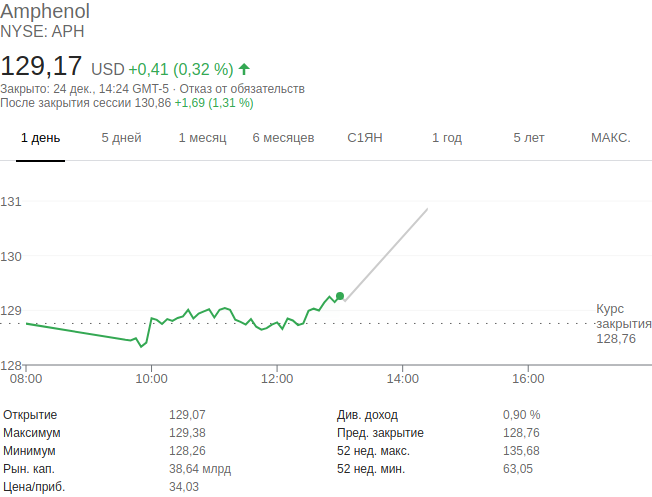 Amphenol
NYSE: APH
129,17 USD +0,41 (0,32 %)
Закрыто: 24 дек., 14:24 GMT-5 · Отказ от обязательств
После закрытия сессии 130,86 +1,69 (1,31 %)
1 день 5 дней 1 месяц 6 месяцев С1ЯН 1 год 5 лет МАКС.
131
130
129
128
Курс
закрытия
128,76
08:00 10:00 12:00 14:00 16:00
Открытие 129,07 Див. доход 0,90 %
Максимум 129,38 Пред. закрытие 128,76
Минимум 128,26 52 нед. макс. 135,68
Рын. кап. 38,64 млрд 52 нед. мин. 63,05
Цена/приб. 34,03